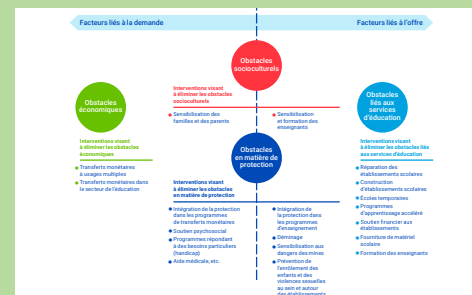 Facteurs liés à la demande
Facteurs liés à l'offre
Obstacles
socioculturels
Interventions visant
à éliminer les obstacles
socioculturels
Sensibilisation des
familles et des parents
Sensibilisation
et formation des
enseignants
Obstacles
économiques
Interventions visant
à éliminer les obstacles
économiques
Transferts monétaires
à usages multiples
Transferts monétaires dans
le secteur de l'éducation
Obstacles
en matière de
protection
Interventions visant
à éliminer les obstacles
en matière de protection
Intégration de la protection
dans les programmes
de transferts monétaires
Soutien psychosocial
Programmes répondant
à des besoins particuliers
(handicap)
Aide médicale, etc.
Intégration de
la protection dans
les programmes
d'enseignement
Déminage
Sensibilisation aux
dangers des mines
Prévention de
l'enrôlement des
enfants et des
violences sexuelles
au sein et autour
des établissements
Obstacles
liés aux
services
d'éducation
Interventions visant
à éliminer les obstacles liés
aux services d'éducation
Réparation des
établissements scolaires
Construction
d'établissements scolaires
Écoles temporaires
Programmes
d'apprentissage accéléré
Soutien financier aux
établissements
Fourniture de matériel
scolaire
Formation des enseignants